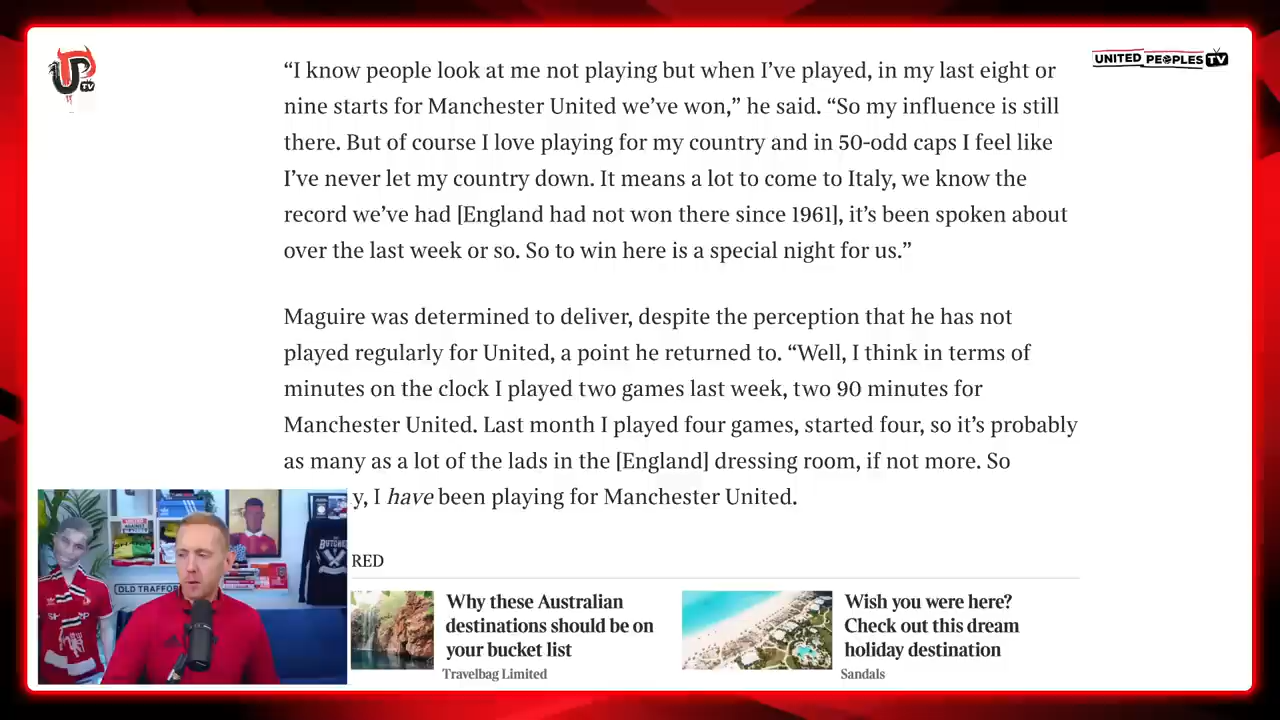 UP
TV
UNITED PEOPLES TV
“I know people look at me not playing but when I’ve played, in my last eight or
nine starts for Manchester United we’ve won,” he said. “So my influence is still
there. But of course I love playing for my country and in 50-odd caps I feel like
I’ve never let my country down. It means a lot to come to Italy, we know the
record we’ve had [England had not won there since 1961], it’s been spoken about
over the last week or so. So to win here is a special night for us.”
Maguire was determined to deliver, despite the perception that he has not
played regularly for United, a point he returned to. “Well, I think in terms of
minutes on the clock I played two games last week, two 90 minutes for
Manchester United. Last month I played four games, started four, so it’s probably
as many as a lot of the lads in the [England] dressing room, if not more. So
y, I have been playing for Manchester United.
RED
OLD TRAFFORD
Why these Australian
destinations should be on
your bucket list
Travelbag Limited
Wish you were here?
Check out this dream
holiday destination
Sandals